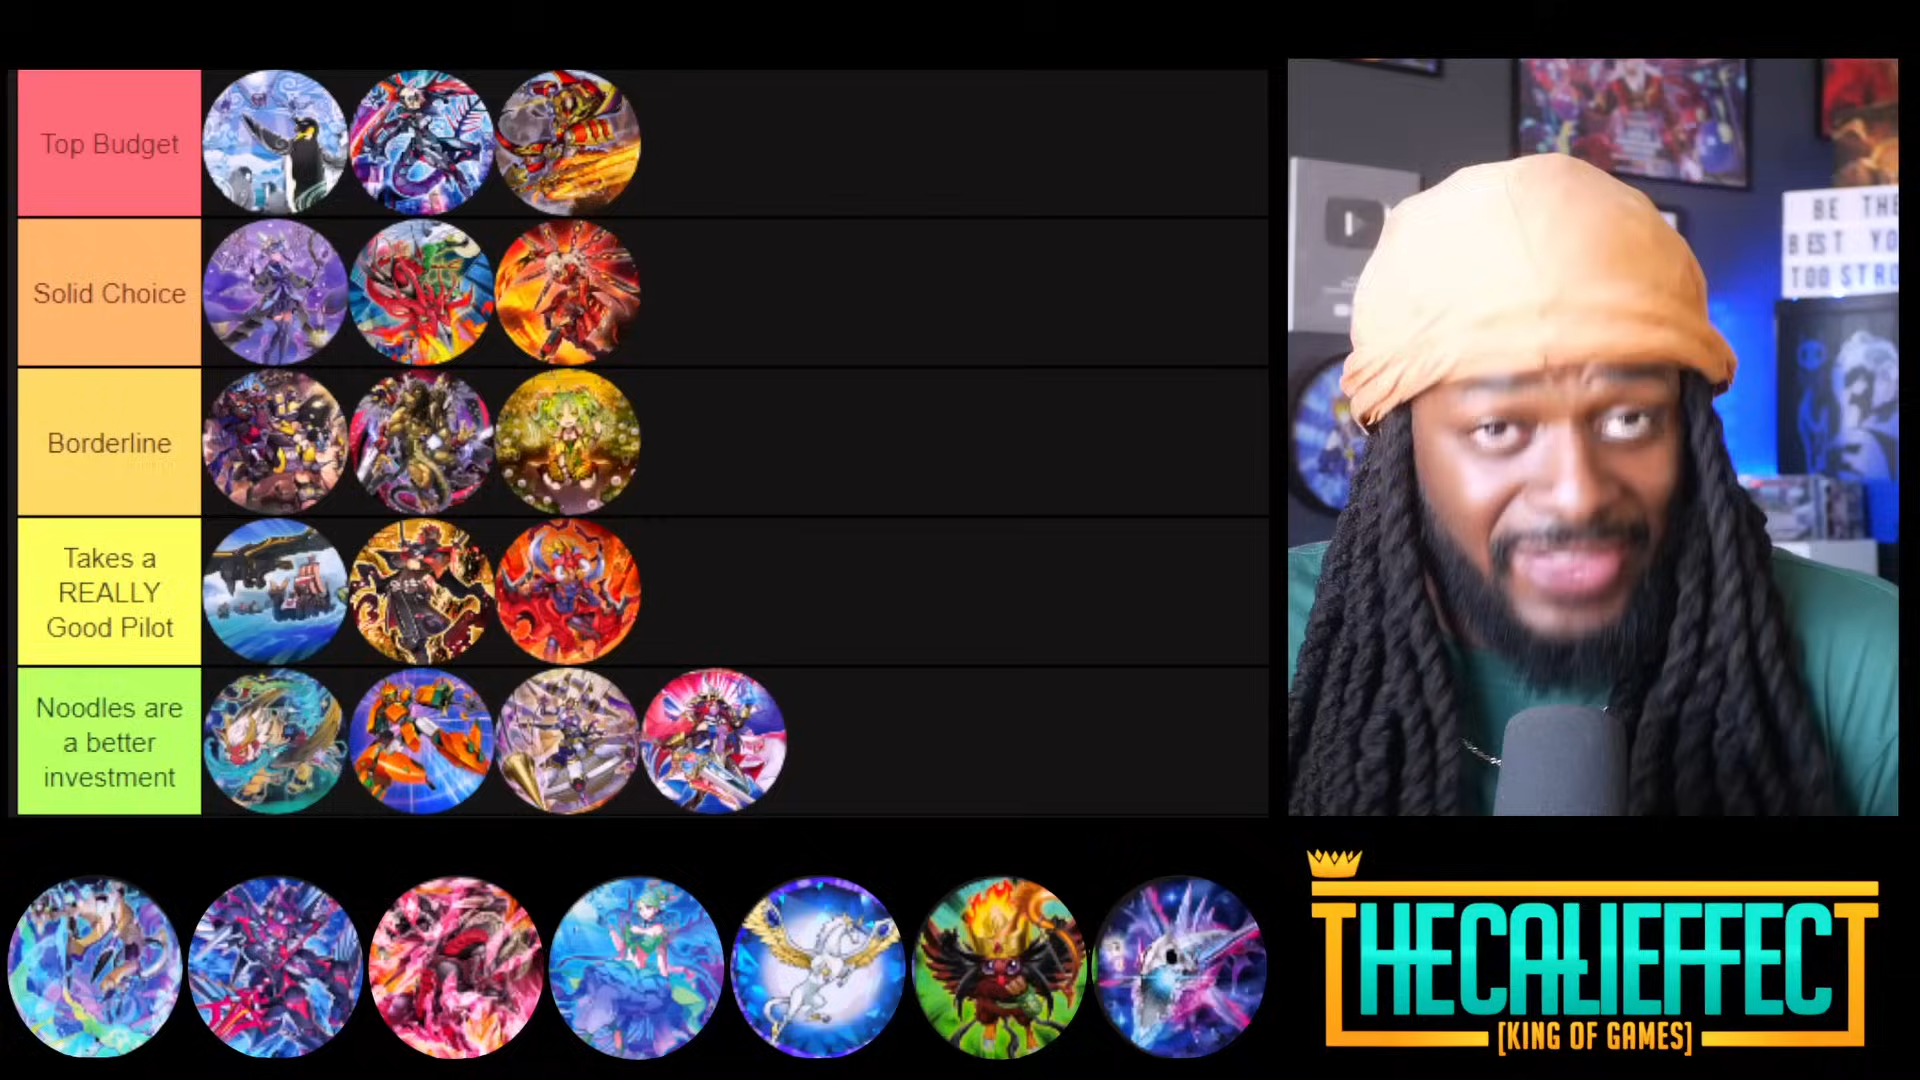 Top Budget
Solid Choice
Borderline
Takes a
REALLY
Good Pilot
Noodles are
a better
investment
BE THE
BEST YO
TOO STRO
THECALIEFFECT
[KING OF GAMES]